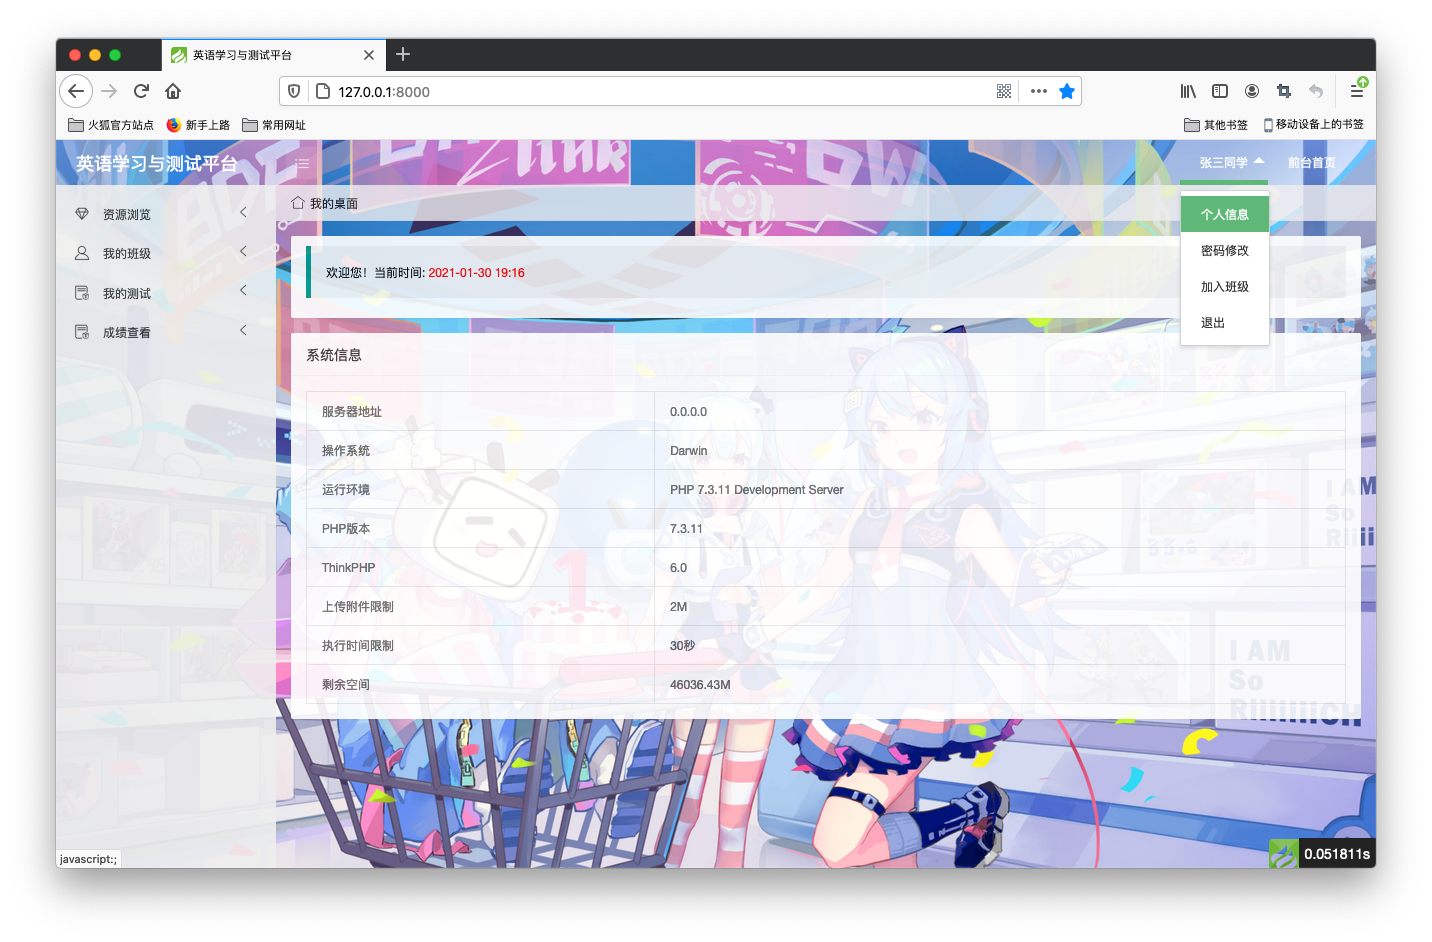 英语学习与测试平台
127.0.0.1:8000
火狐官方站点 新手上路 常用网址 其他书签 移动设备上的书签
英语学习与测试平台 张三同学 前台首页
我的桌面
资源浏览
我的班级
我的测试
成绩查看
个人信息
密码修改
加入班级
退出
欢迎您！当前时间: 2021-01-30 19:16
系统信息
服务器地址 0.0.0.0
操作系统 Darwin
运行环境 PHP 7.3.11 Development Server
PHP版本 7.3.11
ThinkPHP 6.0
上传附件限制 2M
执行时间限制 30秒
剩余空间 46036.43M
link
I AM
So
I AM
So
RiiiiiiiCH
javascript:;
0.051811s